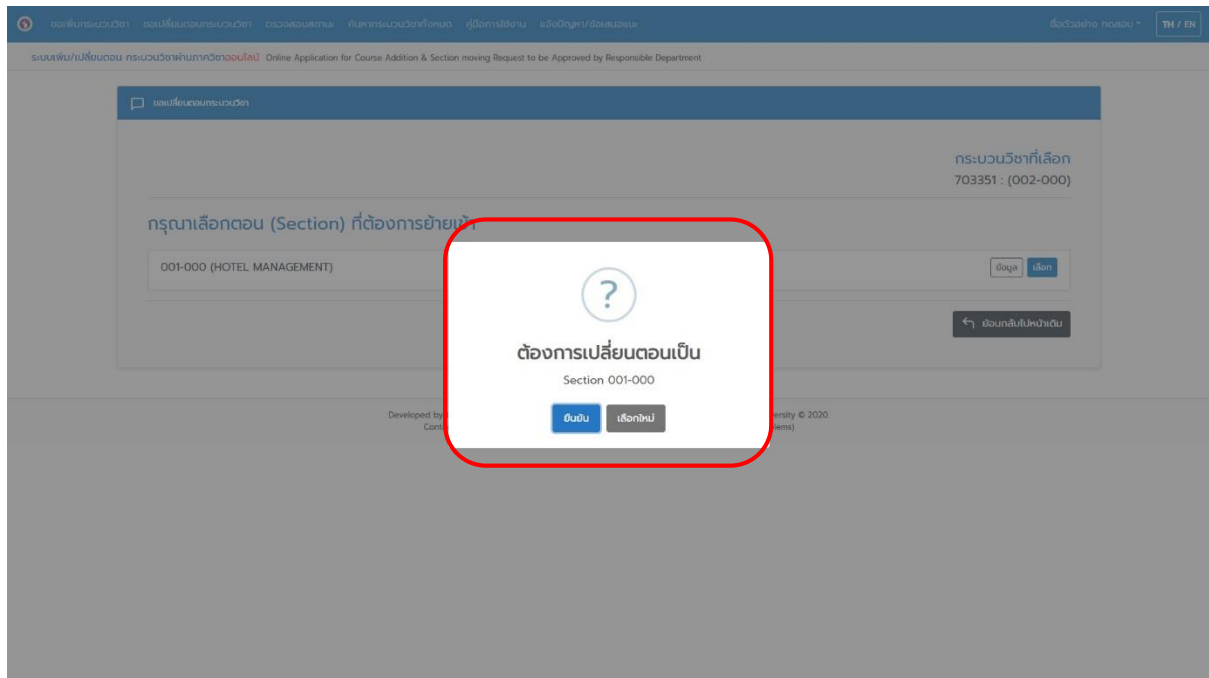 ขอเพิ่มกระบวนวิชา ขอเปลี่ยนตอนกระบวนวิชา ตรวจสอบสถานะ ค้นหากระบวนวิชาทั้งหมด คู่มือการใช้งาน แจ้งปัญหา/ข้อเสนอแนะ ชื่อตัวอย่าง ทดสอบ TH / EN
ระบบเพิ่ม/เปลี่ยนตอน กระบวนวิชาผ่านภาควิชาออนไลน์ Online Application for Course Addition & Section moving Request to be Approved by Responsible Department
ขอเปลี่ยนตอนกระบวนวิชา
กระบวนวิชาที่เลือก
703351 : (002-000)
กรุณาเลือกตอน (Section) ที่ต้องการย้ายเข้า
001-000 (HOTEL MANAGEMENT) ข้อมูล เลือก
?
ย้อนกลับไปหน้าเดิม
ต้องการเปลี่ยนตอนเป็น
Section 001-000
ยืนยัน เลือกใหม่
Developed by © 2020